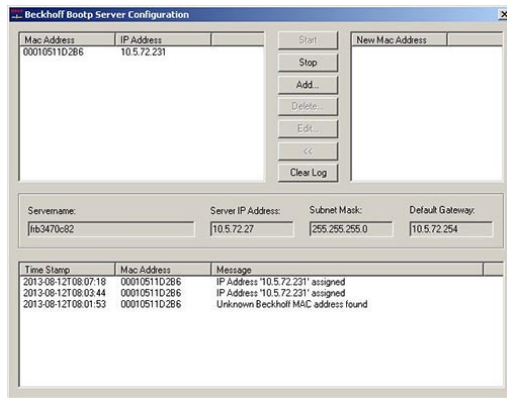 Beckhoff Bootp Server Configuration
Mac Address IP Address
00010511D2B6 10.5.72.231
Start
Stop
Add...
Delete...
Edit...
<<
Clear Log
New Mac Address
Servername: Server IP Address: Subnet Mask: Default Gateway:
frb3470c82 10.5.72.27 255.255.255.0 10.5.72.254
Time Stamp Mac Address Message
2013-08-12T08:07:18 00010511D2B6 IP Address '10.5.72.231' assigned
2013-08-12T08:03:44 00010511D2B6 IP Address '10.5.72.231' assigned
2013-08-12T08:01:53 00010511D2B6 Unknown Beckhoff MAC address found